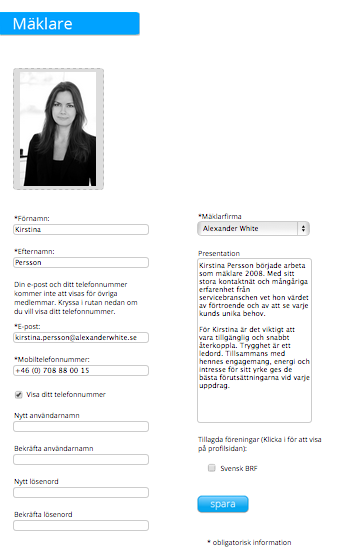 Mäklare
*Förnamn:
Kirstina
*Efternamn:
Persson
Din e-post och ditt telefonnummer
kommer inte att visas för övriga
medlemmar. Kryssa i rutan nedan om
du vill visa ditt telefonnummer.
*E-post:
kirstina.persson@alexanderwhite.se
*Mobiltelefonnummer:
+46 (0) 708 88 00 15
Visa ditt telefonnummer
Nytt användarnamn
Bekräfta användarnamn
Nytt lösenord
Bekräfta lösenord
*Mäklarfirma
Alexander White
Presentation
Kirstina Persson började arbeta
som mäklare 2008. Med sitt
stora kontaktnät och mångåriga
erfarenhet från
servicebranschen vet hon värdet
av förtroende och av att se varje
kunds unika behov.
För Kirstina är det viktigt att
vara tillgänglig och snabbt
återkoppla. Trygghet är ett
ledord. Tillsammans med
hennes engagemang, energi och
intresse för sitt yrke ges de
bästa förutsättningarna vid varje
uppdrag.
Tillagda föreningar (Klicka i för att visa
på profilsidan):
Svensk BRF
spara
* obligatorisk information